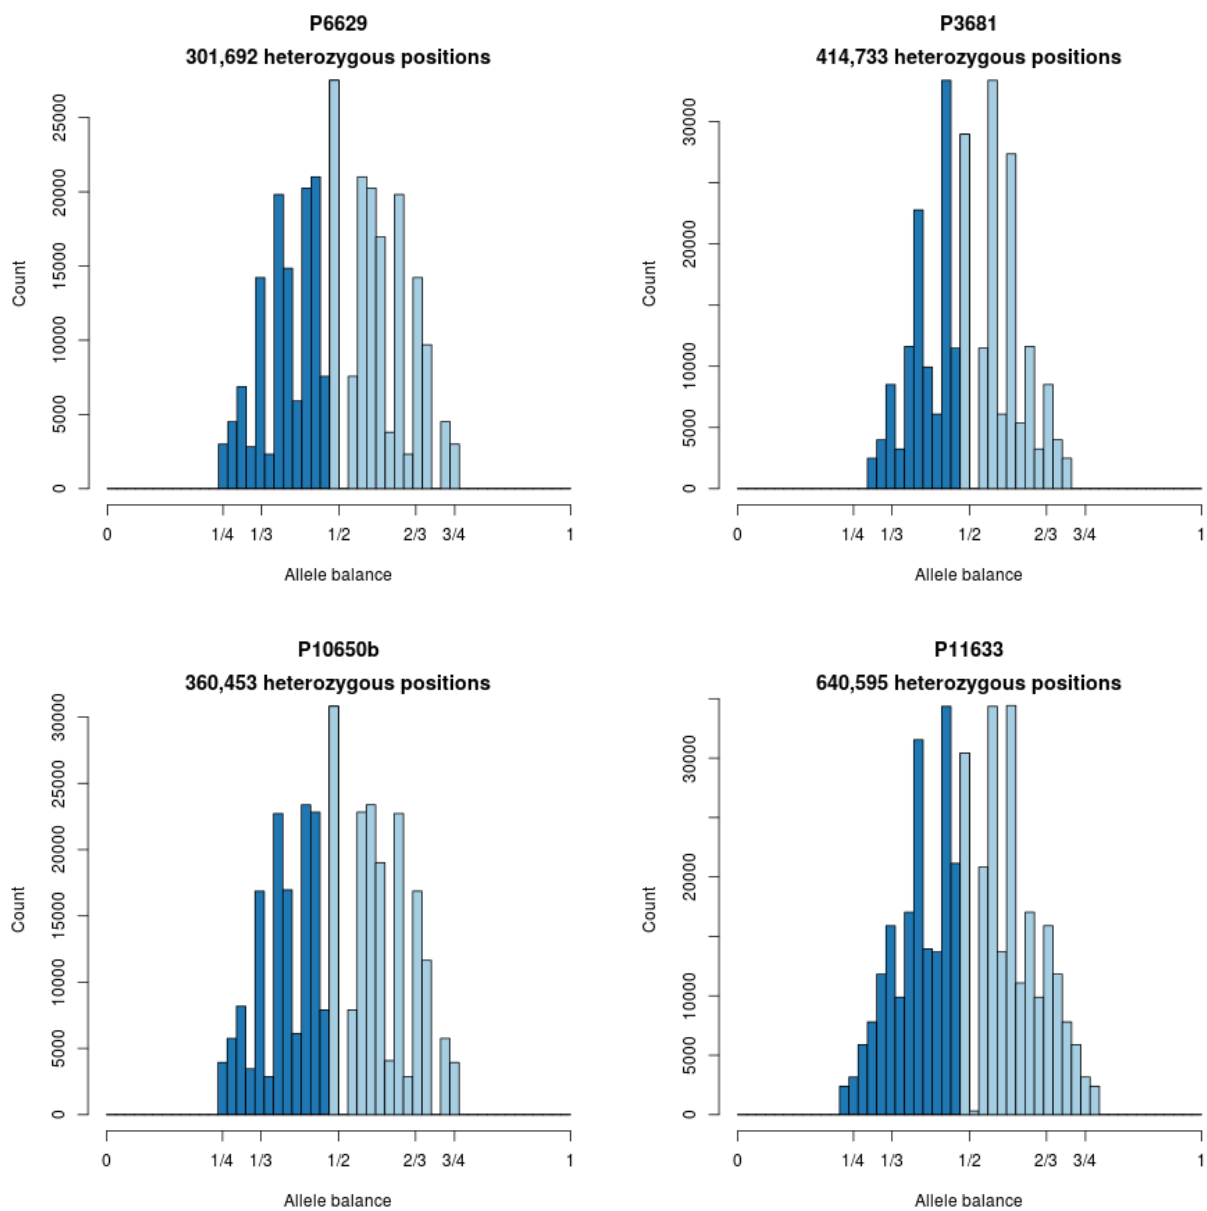 P6629
301,692 heterozygous positions
Count
0
5000
10000
15000
20000
25000
0 1/4 1/3 1/2 2/3 3/4 1
Allele balance
P3681
414,733 heterozygous positions
Count
0
5000
10000
20000
30000
0 1/4 1/3 1/2 2/3 3/4 1
Allele balance
P10650b
360,453 heterozygous positions
Count
0
5000
10000
15000
20000
25000
30000
0 1/4 1/3 1/2 2/3 3/4 1
Allele balance
P11633
640,595 heterozygous positions
Count
0
5000
10000
20000
30000
0 1/4 1/3 1/2 2/3 3/4 1
Allele balance